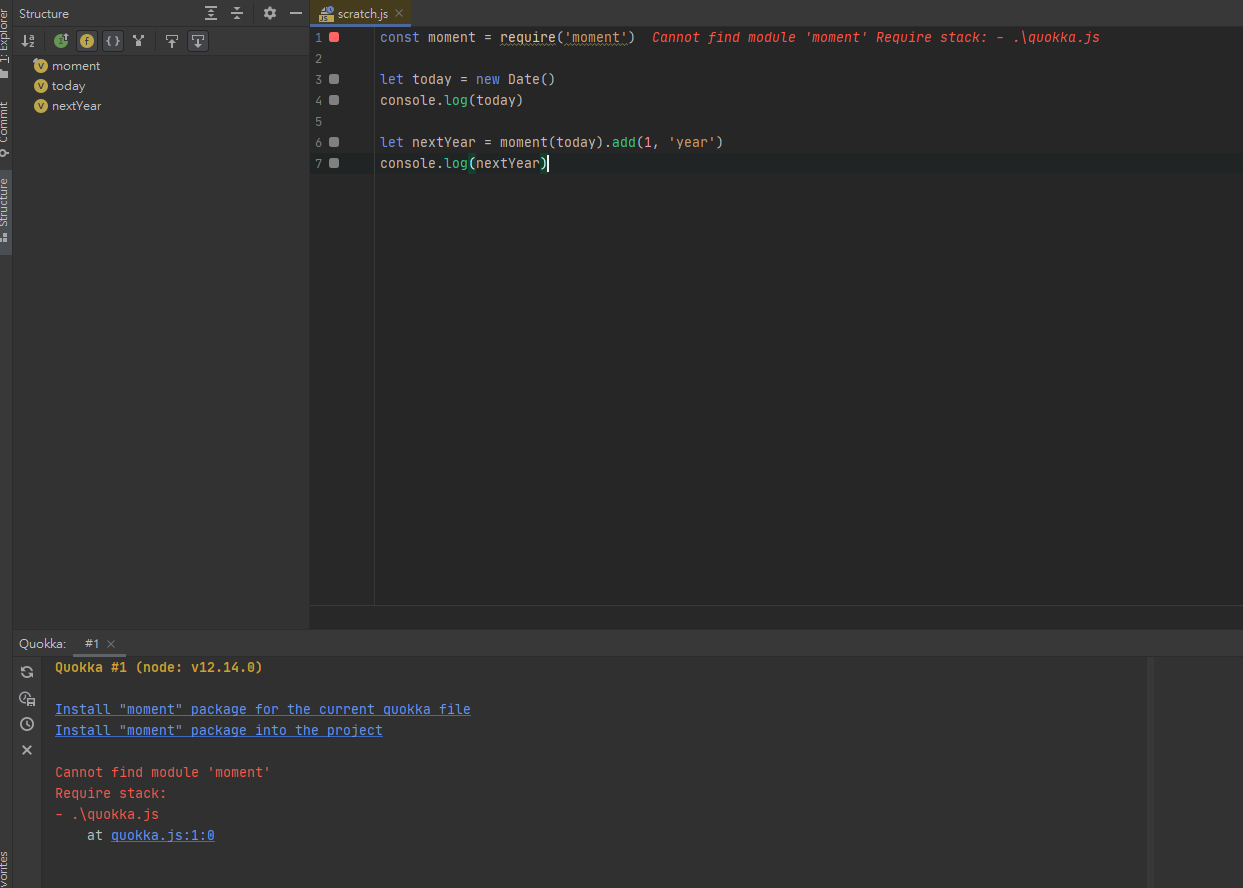 Structure
scratch.js
1: Explorer
Commit
Structure
moment
today
nextYear
1 const moment = require('moment') Cannot find module 'moment' Require stack: - .\quokka.js
2
3 let today = new Date()
4 console.log(today)
5
6 let nextYear = moment(today).add(1, 'year')
7 console.log(nextYear)
Quokka: #1
Quokka #1 (node: v12.14.0)
Install "moment" package for the current quokka file
Install "moment" package into the project
Cannot find module 'moment'
Require stack:
- .\quokka.js
at quokka.js:1:0
vorites